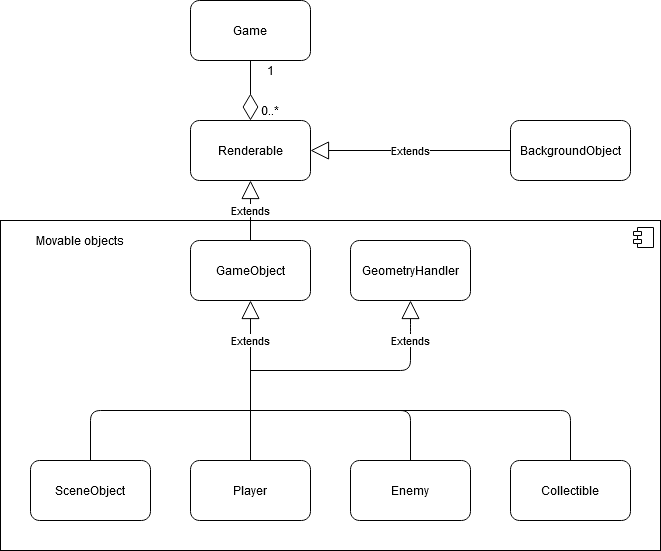 Game
1
0..*
Renderable
Extends
BackgroundObject
Extends
Movable objects
GameObject
GeometryHandler
Extends
Extends
SceneObject
Player
Enemy
Collectible